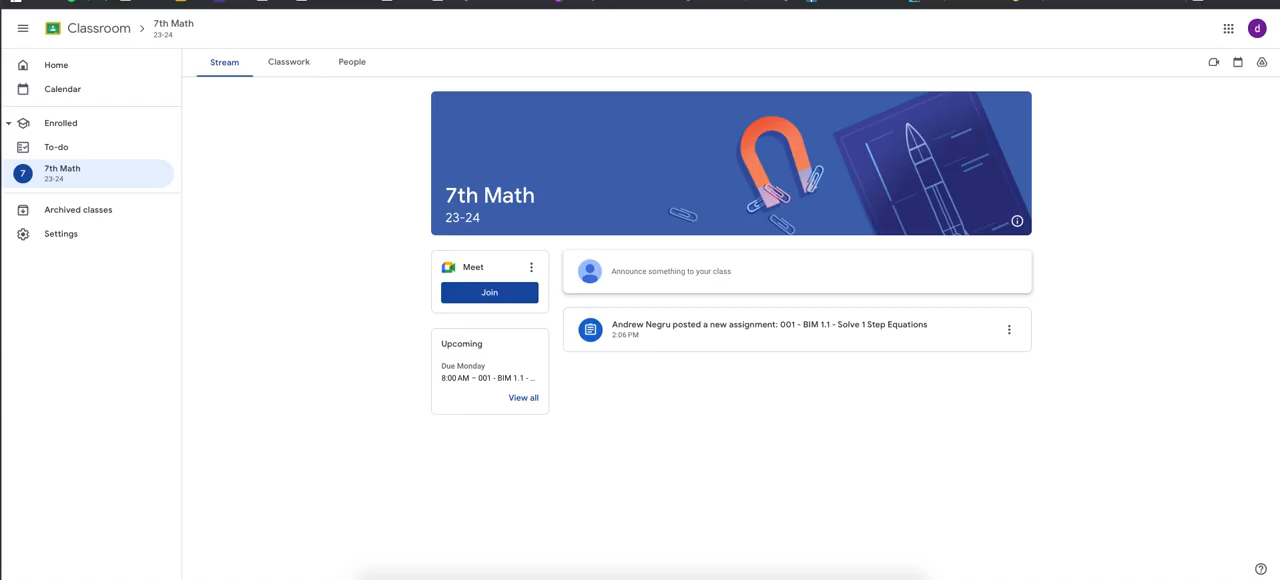 Classroom
7th Math
23-24
d
Home
Calendar
Enrolled
To-do
7
7th Math
23-24
Archived classes
Settings
Stream
Classwork
People
7th Math
23-24
Meet
Join
Upcoming
Due Monday
8:00 AM – 001 - BIM 1.1 - ...
View all
Announce something to your class
Andrew Negru posted a new assignment: 001 - BIM 1.1 - Solve 1 Step Equations
2:06 PM